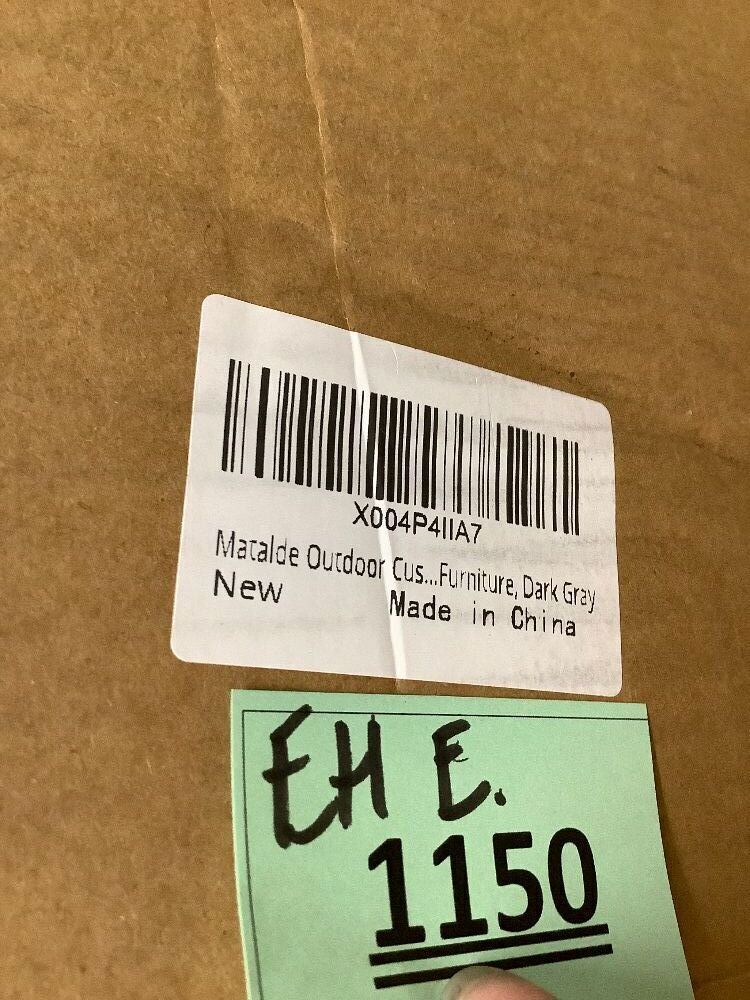 X004P4IIA7
Matalde Outdoor Cus...Furniture, Dark Gray
New
Made in China
EH E.
1150